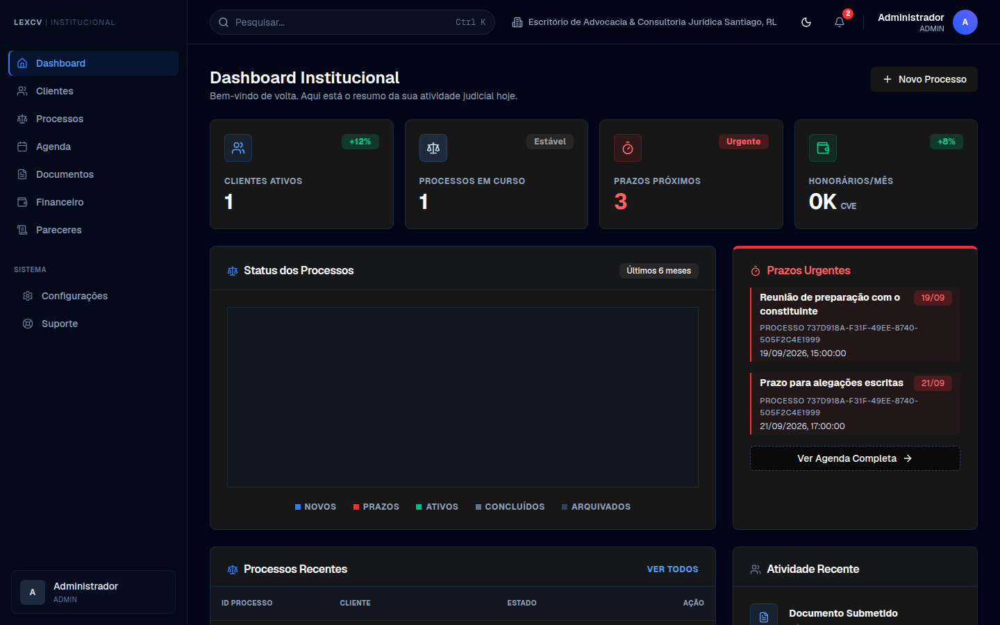 LEXCV | INSTITUCIONAL
Pesquisar...
Ctrl K
Escritório de Advocacia & Consultoria Jurídica Santiago, RL
2
Administrador
ADMIN
A
Dashboard
Clientes
Processos
Agenda
Documentos
Financeiro
Pareceres
SISTEMA
Configurações
Suporte
A
Administrador
ADMIN
Dashboard Institucional
Bem-vindo de volta. Aqui está o resumo da sua atividade judicial hoje.
Novo Processo
+12%
CLIENTES ATIVOS
1
Estável
PROCESSOS EM CURSO
1
Urgente
PRAZOS PRÓXIMOS
3
+8%
HONORÁRIOS/MÊS
0K CVE
Status dos Processos
Últimos 6 meses
NOVOS
PRAZOS
ATIVOS
CONCLUÍDOS
ARQUIVADOS
Prazos Urgentes
Reunião de preparação com o
constituinte
19/09
PROCESSO 737D918A-F31F-49EE-8740-
505F2C4E1999
19/09/2026, 15:00:00
Prazo para alegações escritas
21/09
PROCESSO 737D918A-F31F-49EE-8740-
505F2C4E1999
21/09/2026, 17:00:00
Ver Agenda Completa
Processos Recentes
VER TODOS
ID PROCESSO
CLIENTE
ESTADO
AÇÃO
Atividade Recente
Documento Submetido